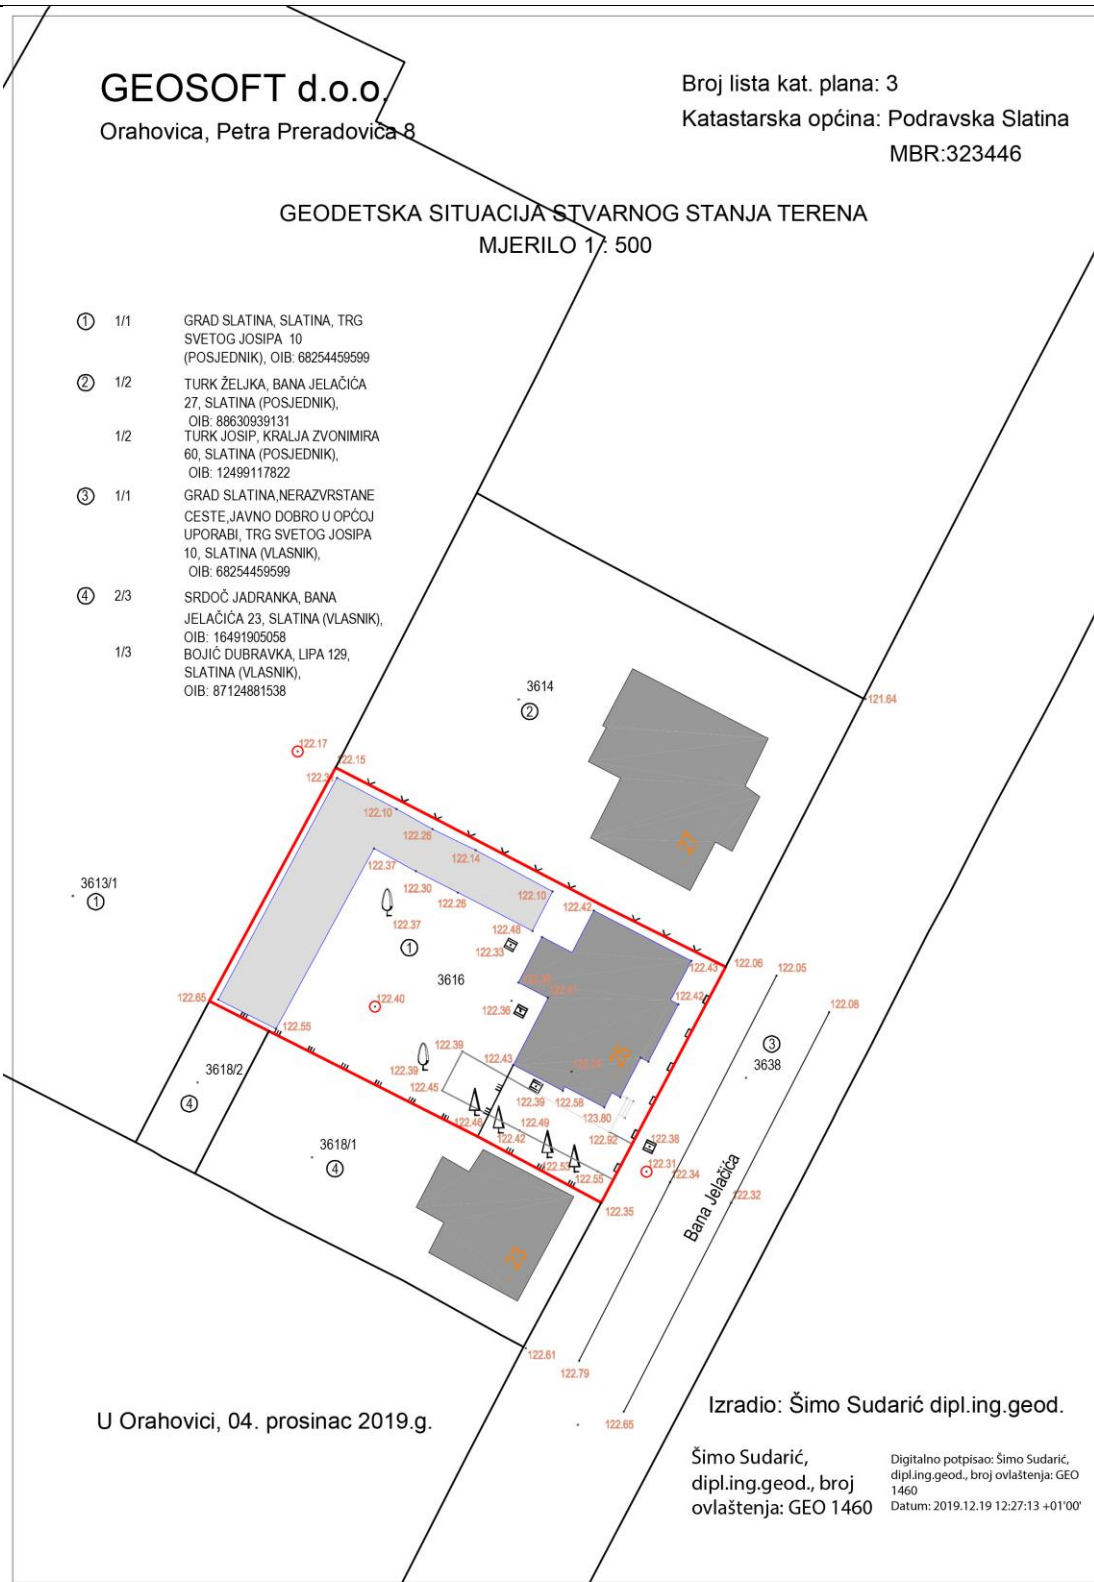 GEOSOFT d.o.o.
Orahovica, Petra Preradovića 8
Broj lista kat. plana: 3
Katastarska općina: Podravska Slatina
MBR:323446
GEODETSKA SITUACIJA STVARNOG STANJA TERENA
MJERILO 1 : 500
1 1/1 GRAD SLATINA, SLATINA, TRG
SVETOG JOSIPA 10
(POSJEDNIK), OIB: 68254459599
2 1/2 TURK ŽELJKA, BANA JELAČIĆA
27, SLATINA (POSJEDNIK),
OIB: 88630939131
1/2 TURK JOSIP, KRALJA ZVONIMIRA
60, SLATINA (POSJEDNIK),
OIB: 12499117822
3 1/1 GRAD SLATINA,NERAZVRSTANE
CESTE,JAVNO DOBRO U OPĆOJ
UPORABI, TRG SVETOG JOSIPA
10, SLATINA (VLASNIK),
OIB: 68254459599
4 2/3 SRDOČ JADRANKA, BANA
JELAČIĆA 23, SLATINA (VLASNIK),
OIB: 16491905058
1/3 BOJIĆ DUBRAVKA, LIPA 129,
SLATINA (VLASNIK),
OIB: 87124881538
3614
2
121.64
122.17
122.15
122.31
122.10
122.26
122.14
27
122.37
122.30
122.26
122.10
122.42
3613/1
1
122.37
122.48
122.33
1
3616
122.43
122.06
122.05
122.65
122.40
122.36
122.42
122.08
122.55
122.39
122.43
25
3
3638
3618/2
4
122.39
122.45
122.39
122.58
123.80
122.46
122.42
122.49
122.92
122.38
3618/1
4
122.53
122.55
122.31
122.34
122.35
122.32
Bana Jelačića
23
122.61
122.79
122.65
U Orahovici, 04. prosinac 2019.g.
Izradio: Šimo Sudarić dipl.ing.geod.
Šimo Sudarić,
dipl.ing.geod., broj
ovlaštenja: GEO 1460
Digitalno potpisao: Šimo Sudarić,
dipl.ing.geod., broj ovlaštenja: GEO
1460
Datum: 2019.12.19 12:27:13 +01'00'